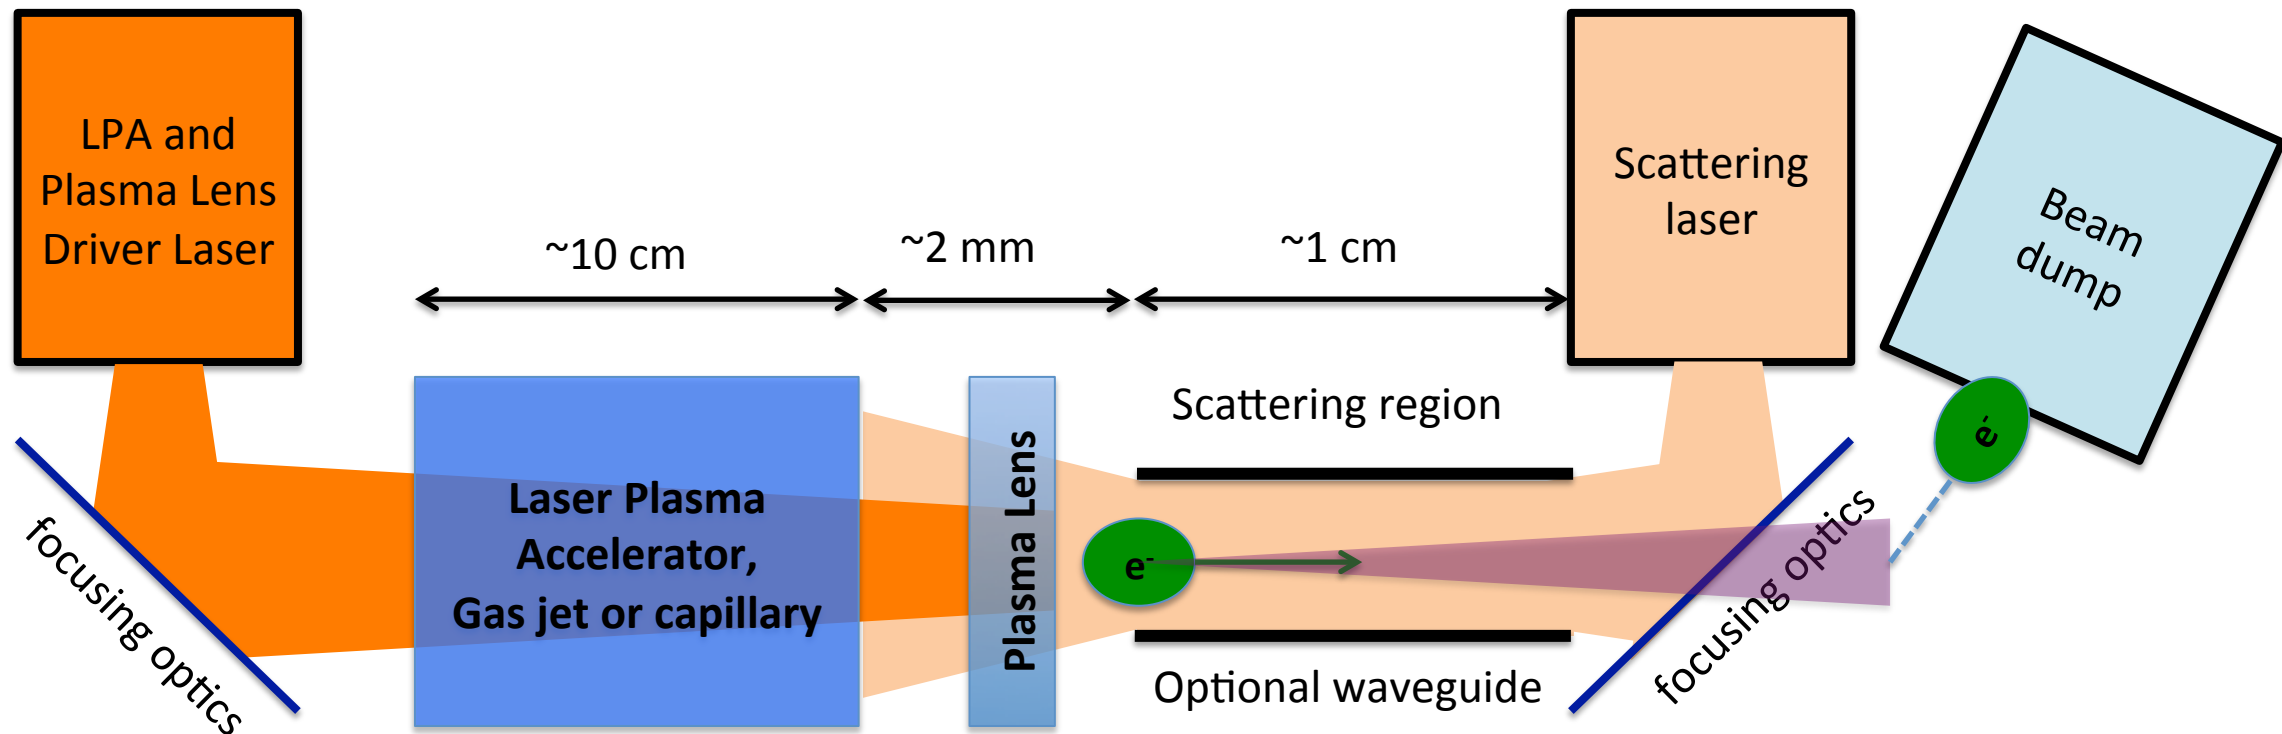 LPA and
Plasma Lens
Driver Laser
~10 cm
~2 mm
~1 cm
Scattering
laser
Beam
dump
focusing optics
Laser Plasma
Accelerator,
Gas jet or capillary
Plasma Lens
Scattering region
e-
Optional waveguide
focusing optics
e-